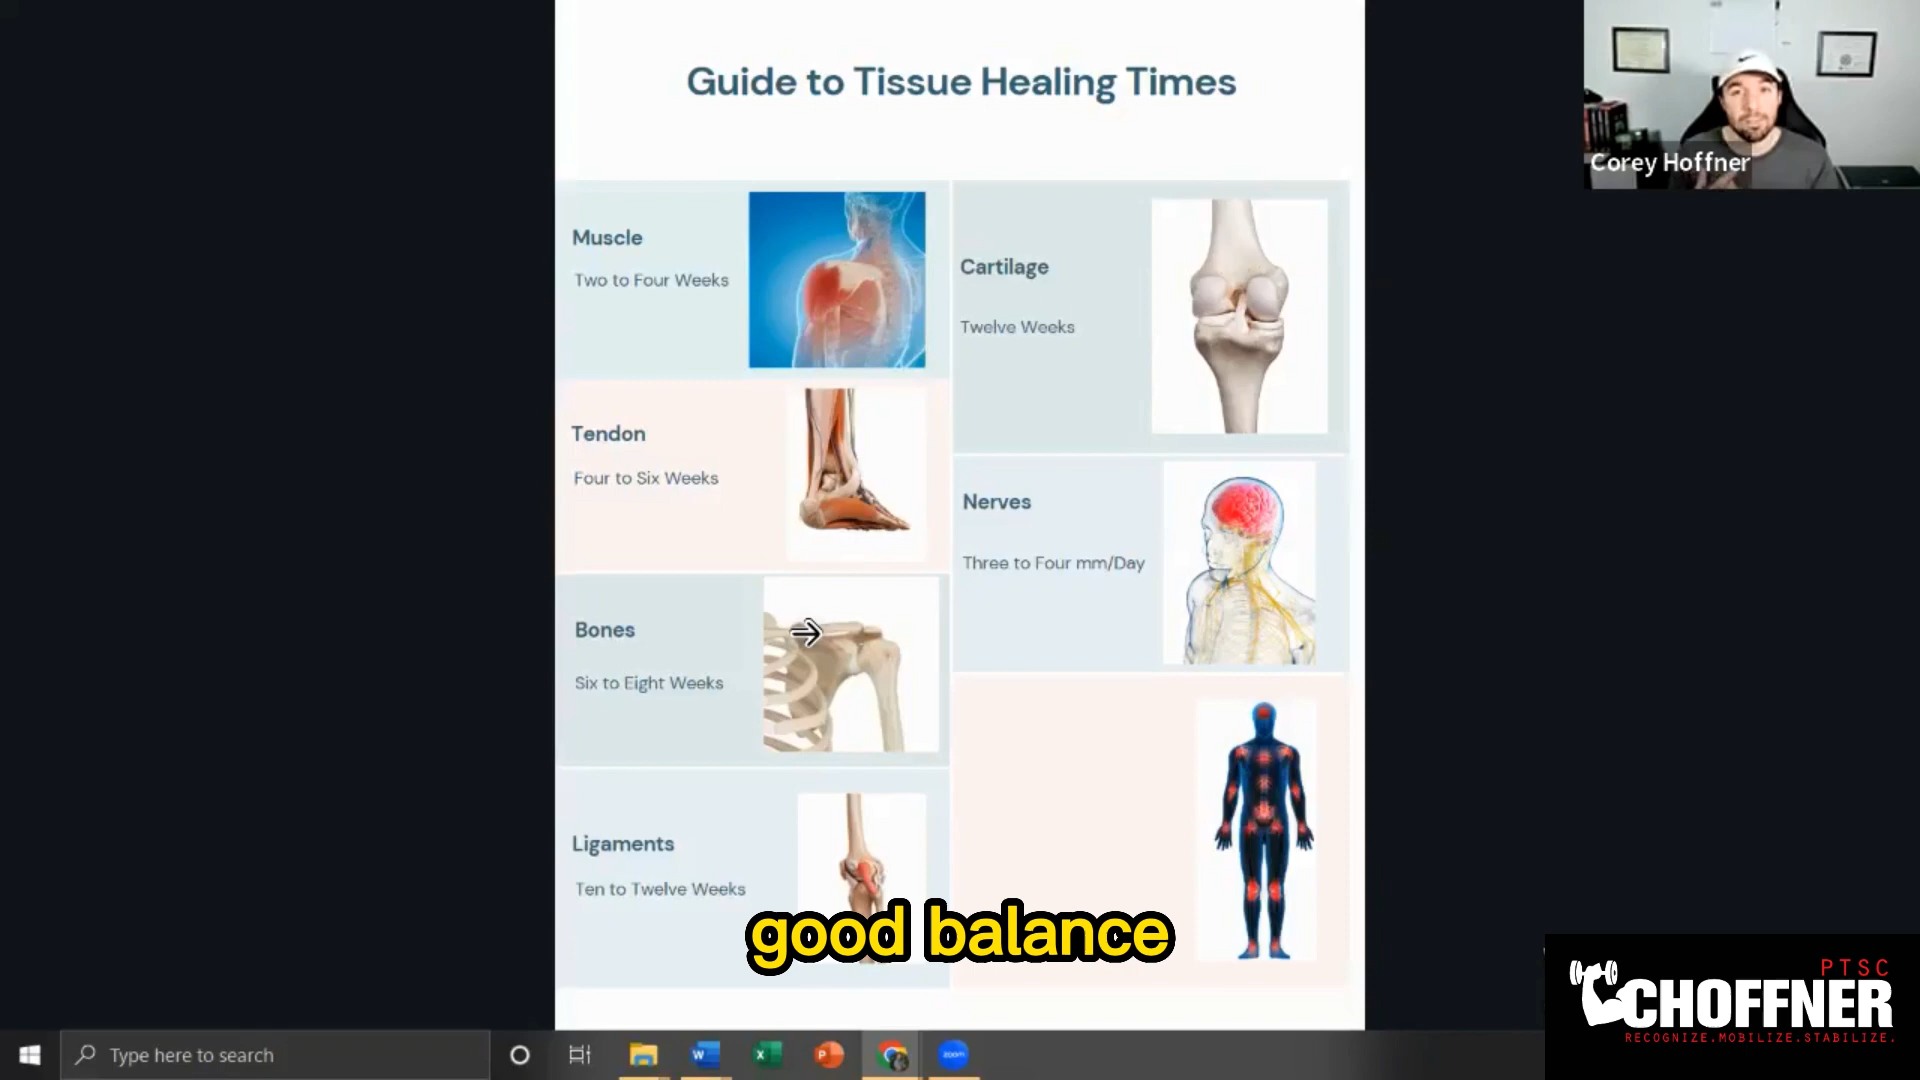 Guide to Tissue Healing Times
Corey Hoffner
Muscle
Two to Four Weeks
Cartilage
Twelve Weeks
Tendon
Four to Six Weeks
Nerves
Three to Four mm/Day
Bones
Six to Eight Weeks
Ligaments
Ten to Twelve Weeks
good balance
PTSC
CHOFFNER
RECOGNIZE.MOBILIZE.STABILIZE.
Type here to search
zoom